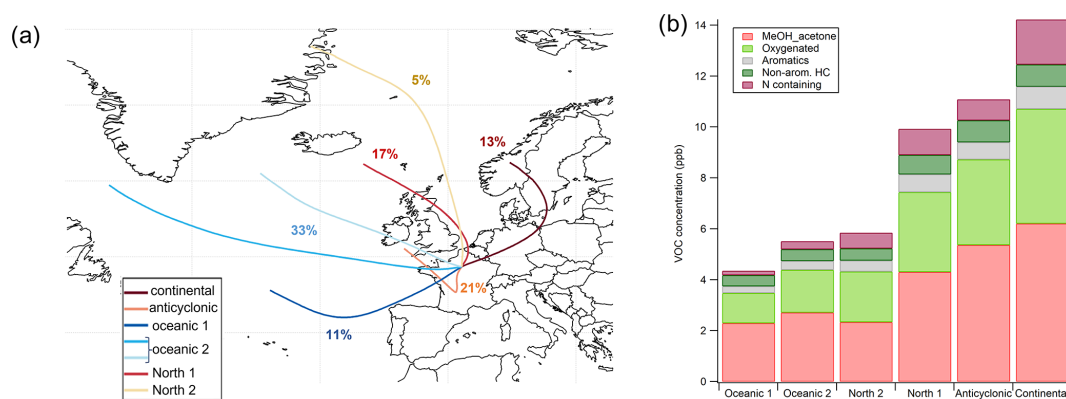 (a)
5%
13%
17%
33%
21%
11%
continental
anticyclonic
oceanic 1
oceanic 2
North 1
North 2
(b)
MeOH_acetone
Oxygenated
Aromatics
Non-arom. HC
N containing
VOC concentration (ppb)
14
12
10
8
6
4
2
0
Oceanic 1 Oceanic 2 North 2 North 1 Anticyclonic Continental